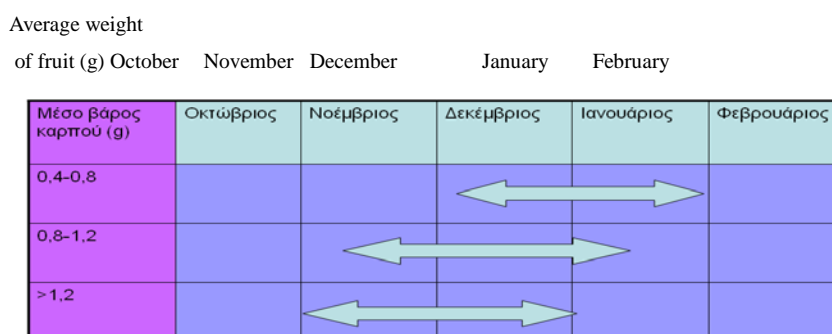 Average weight
of fruit (g) October November December January February
Μέσο βάρος καρπού (g) Οκτώβριος Νοέμβριος Δεκέμβριος Ιανουάριος Φεβρουάριος
0,4-0,8
0,8-1,2
>1,2